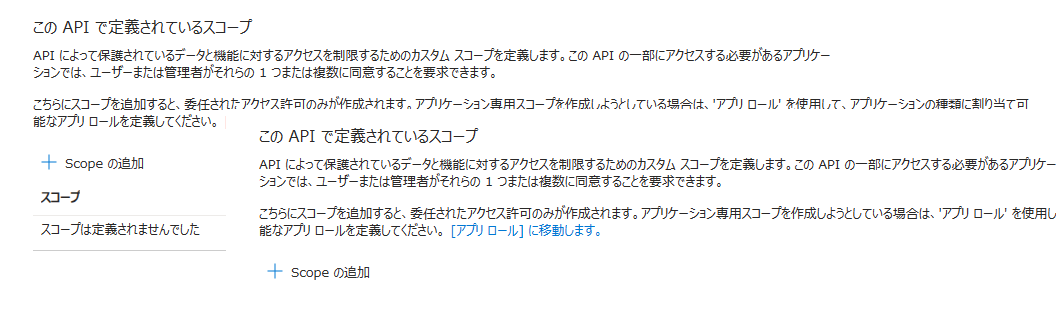 この API で定義されているスコープ
API によって保護されているデータと機能に対するアクセスを制限するためのカスタム スコープを定義します。この API の一部にアクセスする必要があるアプリケー
ションでは、ユーザーまたは管理者がそれらの 1 つまたは複数に同意することを要求できます。
こちらにスコープを追加すると、委任されたアクセス許可のみが作成されます。アプリケーション専用スコープを作成しようとしている場合は、'アプリ ロール' を使用して、アプリケーションの種類に割り当て可
能なアプリ ロールを定義してください。
Scope の追加
スコープ
スコープは定義されませんでした
この API で定義されているスコープ
API によって保護されているデータと機能に対するアクセスを制限するためのカスタム スコープを定義します。この API の一部にアクセスする必要があるアプリケー
ションでは、ユーザーまたは管理者がそれらの 1 つまたは複数に同意することを要求できます。
こちらにスコープを追加すると、委任されたアクセス許可のみが作成されます。アプリケーション専用スコープを作成しようとしている場合は、'アプリ ロール' を使用し
能なアプリ ロールを定義してください。 [アプリ ロール] に移動します。
Scope の追加